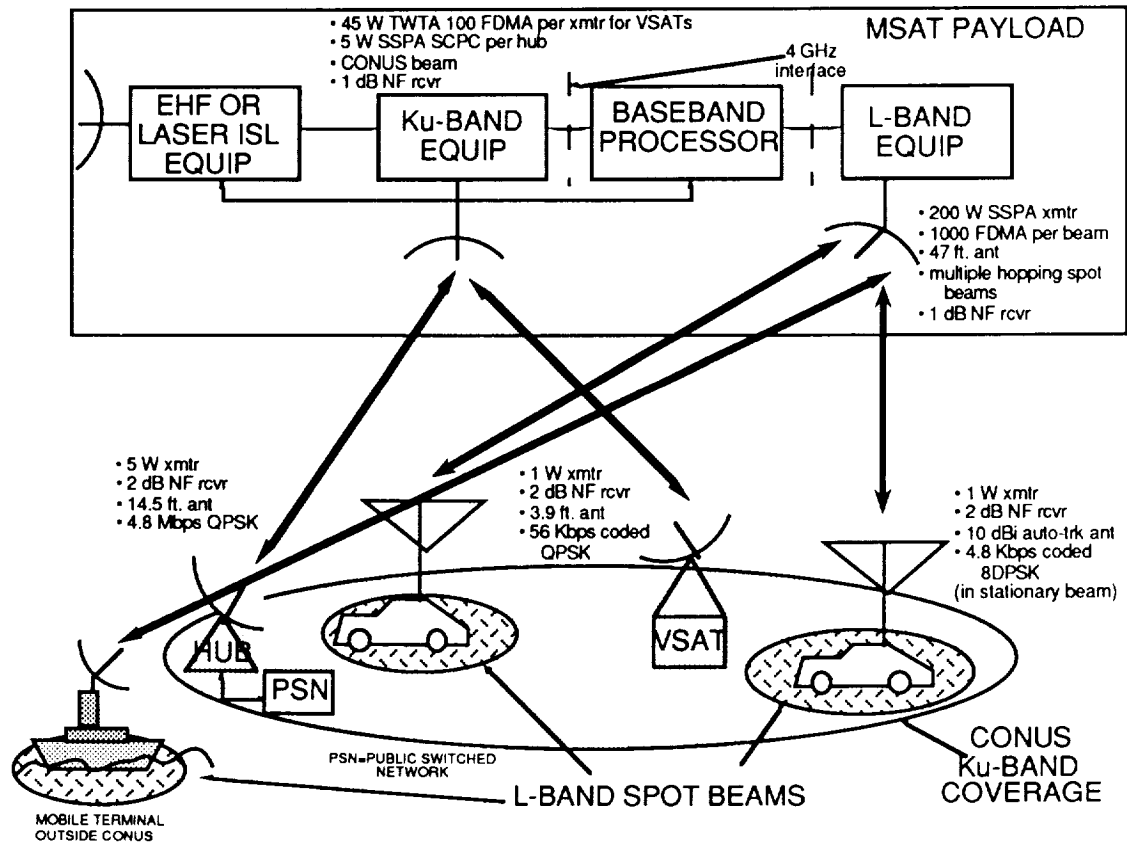 • 45 W TWTA 100 FDMA per xmtr for VSATs
• 5 W SSPA SCPC per hub
• CONUS beam
• 1 dB NF rcvr
MSAT PAYLOAD
4 GHz
interlace
EHF OR
LASER ISL
EQUIP
Ku-BAND
EQUIP
BASEBAND
PROCESSOR
L-BAND
EQUIP
• 200 W SSPA xmtr
• 1000 FDMA per beam
• 47 ft. ant
• multiple hopping spot
beams
• 1 dB NF rcvr
• 5 W xmtr
• 2 dB NF rcvr
• 14.5 ft. ant
• 4.8 Mbps QPSK
• 1 W xmtr
• 2 dB NF rcvr
• 3.9 ft. ant
• 56 Kbps coded
QPSK
• 1 W xmtr
• 2 dB NF rcvr
• 10 dBi auto-trk ant
• 4.8 Kbps coded
8DPSK
(in stationary beam)
HUB
PSN
VSAT
PSN=PUBLIC SWITCHED
NETWORK
CONUS
Ku-BAND
COVERAGE
L-BAND SPOT BEAMS
MOBILE TERMINAL
OUTSIDE CONUS